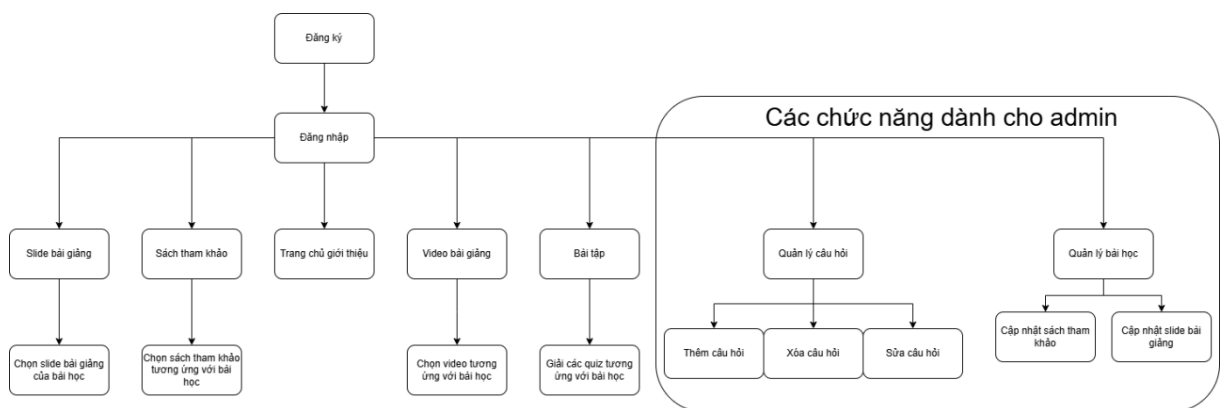 Đăng ký
Đăng nhập
Các chức năng dành cho admin
Slide bài giảng
Sách tham khảo
Trang chủ giới thiệu
Video bài giảng
Bài tập
Quản lý câu hỏi
Quản lý bài học
Chọn slide bài giảng
của bài học
Chọn sách tham khảo
tương ứng với bài
học
Chọn video tương
ứng với bài học
Giải các quiz tương
ứng với bài học
Thêm câu hỏi
Xóa câu hỏi
Sửa câu hỏi
Cập nhật sách tham
khảo
Cập nhật slide bài
giảng